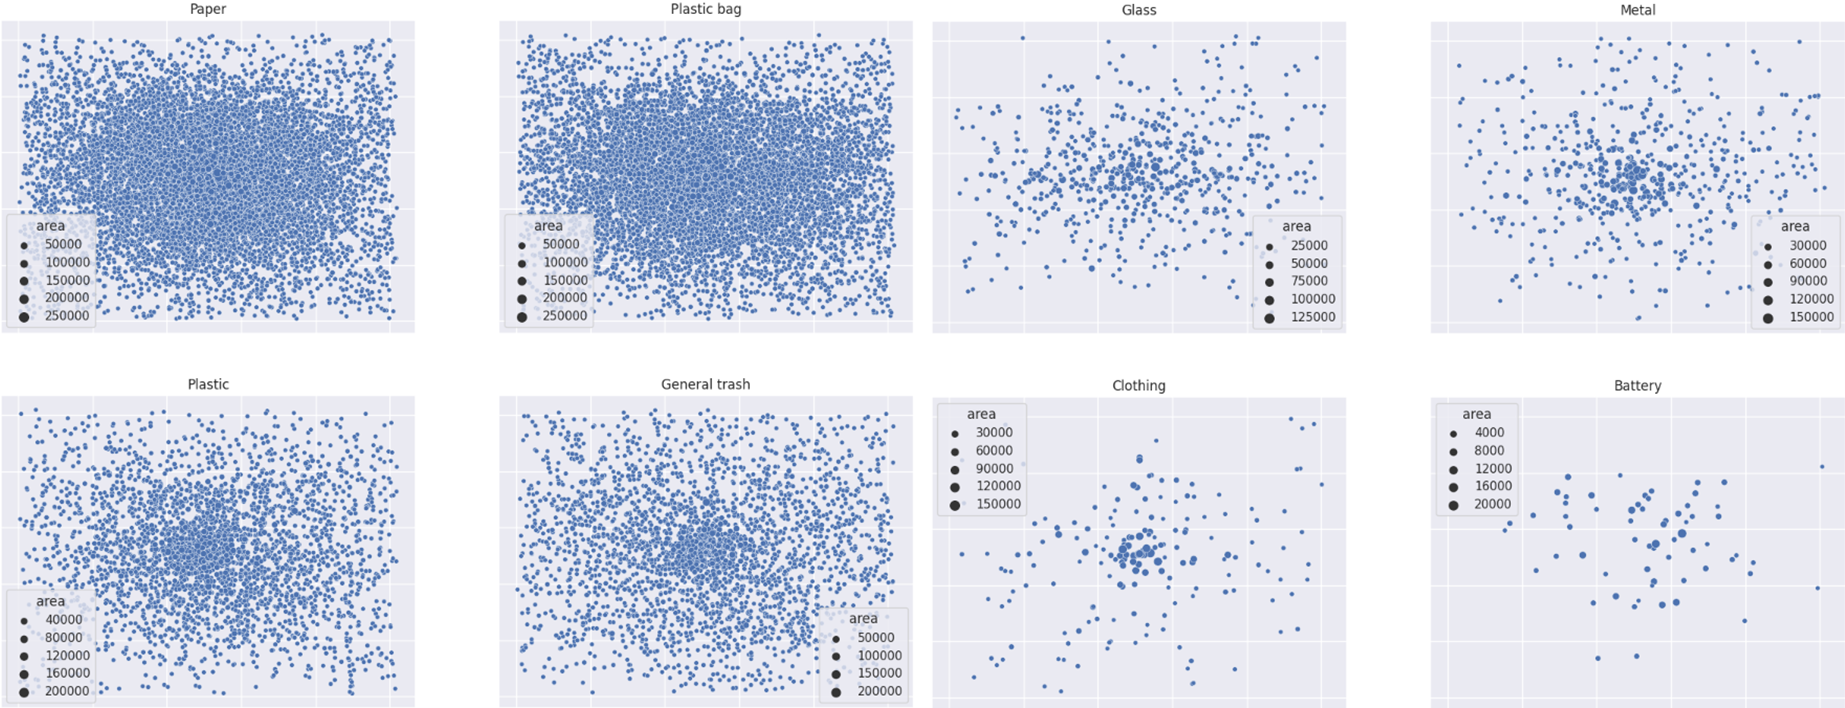 Paper
area
50000
100000
150000
200000
250000
Plastic bag
area
50000
100000
150000
200000
250000
Glass
area
25000
50000
75000
100000
125000
Metal
area
30000
60000
90000
120000
150000
Plastic
area
40000
80000
120000
160000
200000
General trash
area
50000
100000
150000
200000
Clothing
area
30000
60000
90000
120000
150000
Battery
area
4000
8000
12000
16000
20000